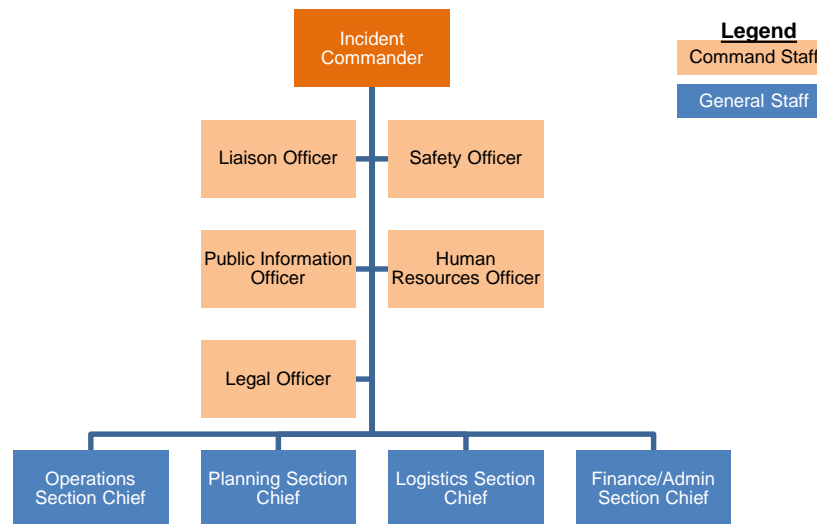 Incident
Commander
Legend
Command Staff
General Staff
Liaison Officer
Safety Officer
Public Information
Officer
Human
Resources Officer
Legal Officer
Operations
Section Chief
Planning Section
Chief
Logistics Section
Chief
Finance/Admin
Section Chief